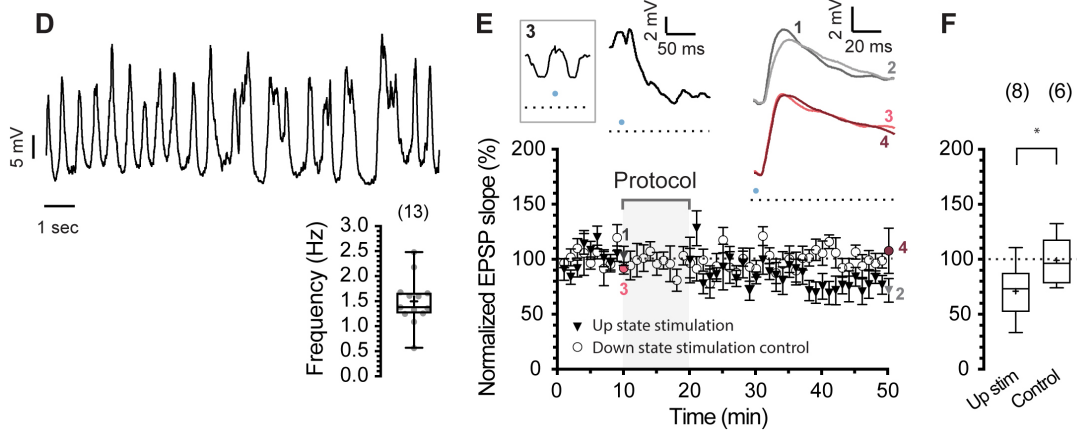 D
5 mV
1 sec
(13)
Frequency (Hz)
3.0
2.5
2.0
1.5
1.0
0.5
0.0
E
3
2 mV
50 ms
2 mV
20 ms
1
2
3
4
Normalized EPSP slope (%)
200
150
100
50
0
Protocol
1
3
4
2
Up state stimulation
Down state stimulation control
0
10
20
30
40
50
Time (min)
F
(8)
(6)
*
200
150
100
50
0
Up stim
Control